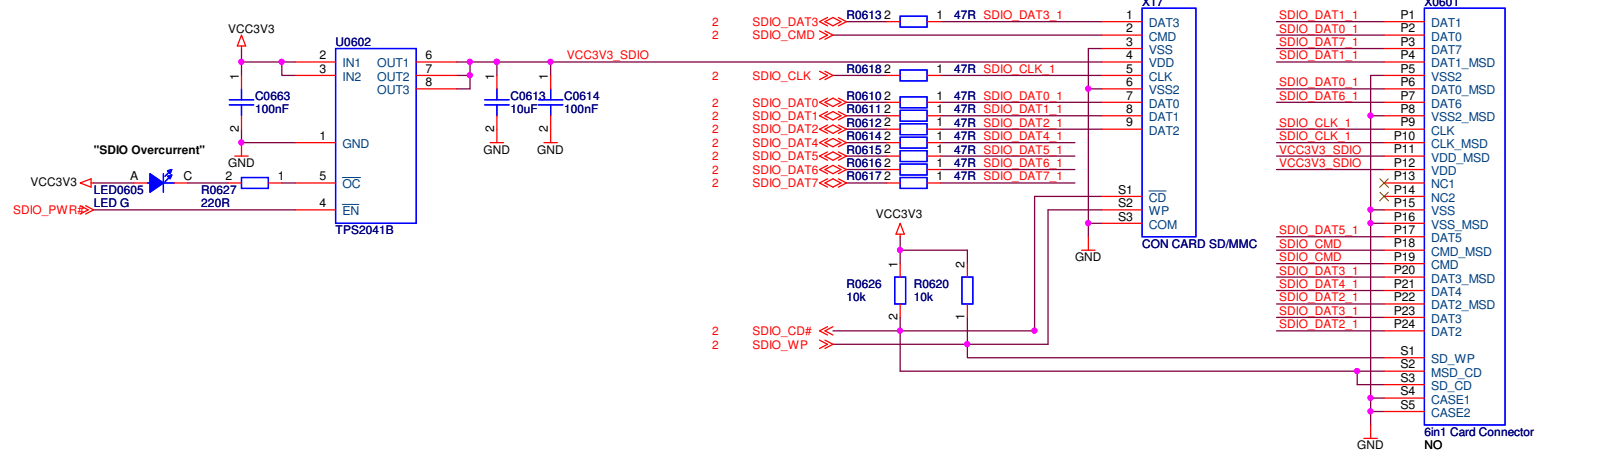 VCC3V3
U0602
2 IN1 OUT1 6
3 IN2 OUT2 7
OUT3 8
VCC3V3_SDIO
1
C0663
100nF
2
1
C0613
10uF
2
1
C0614
100nF
2
1 GND
GND
GND
GND
"SDIO Overcurrent"
VCC3V3 A C 2 1 5 OC
LED0605
LED G
R0627
220R
SDIO_PWR# 4 EN
TPS2041B
2 SDIO_DAT3 R0613 2 1 47R SDIO_DAT3_1
2 SDIO_CMD
2 SDIO_CLK R0618 2 1 47R SDIO_CLK_1
2 SDIO_DAT0 R0610 2 1 47R SDIO_DAT0_1
2 SDIO_DAT1 R0611 2 1 47R SDIO_DAT1_1
2 SDIO_DAT2 R0612 2 1 47R SDIO_DAT2_1
2 SDIO_DAT4 R0614 2 1 47R SDIO_DAT4_1
2 SDIO_DAT5 R0615 2 1 47R SDIO_DAT5_1
2 SDIO_DAT6 R0616 2 1 47R SDIO_DAT6_1
2 SDIO_DAT7 R0617 2 1 47R SDIO_DAT7_1
X17
1 DAT3
2 CMD
3 VSS
4 VDD
5 CLK
6 VSS2
7 DAT0
8 DAT1
9 DAT2
S1 CD
S2 WP
S3 COM
CON CARD SD/MMC
GND
VCC3V3
1
R0626
10k
2
2
R0620
10k
1
2 SDIO_CD#
2 SDIO_WP
X0601
SDIO_DAT1_1 P1 DAT1
SDIO_DAT0_1 P2 DAT0
SDIO_DAT7_1 P3 DAT7
SDIO_DAT1_1 P4 DAT1_MSD
P5 VSS2
SDIO_DAT0_1 P6 DAT0_MSD
SDIO_DAT6_1 P7 DAT6
P8 VSS2_MSD
SDIO_CLK_1 P9 CLK
SDIO_CLK_1 P10 CLK_MSD
VCC3V3_SDIO P11 VDD_MSD
VCC3V3_SDIO P12 VDD
P13 NC1
P14 NC2
P15 VSS
P16 VSS_MSD
SDIO_DAT5_1 P17 DAT5
SDIO_CMD P18 CMD_MSD
SDIO_CMD P19 CMD
SDIO_DAT3_1 P20 DAT3_MSD
SDIO_DAT4_1 P21 DAT4
SDIO_DAT2_1 P22 DAT2_MSD
SDIO_DAT3_1 P23 DAT3
SDIO_DAT2_1 P24 DAT2
S1 SD_WP
S2 MSD_CD
S3 SD_CD
S4 CASE1
S5 CASE2
6in1 Card Connector
NO
GND